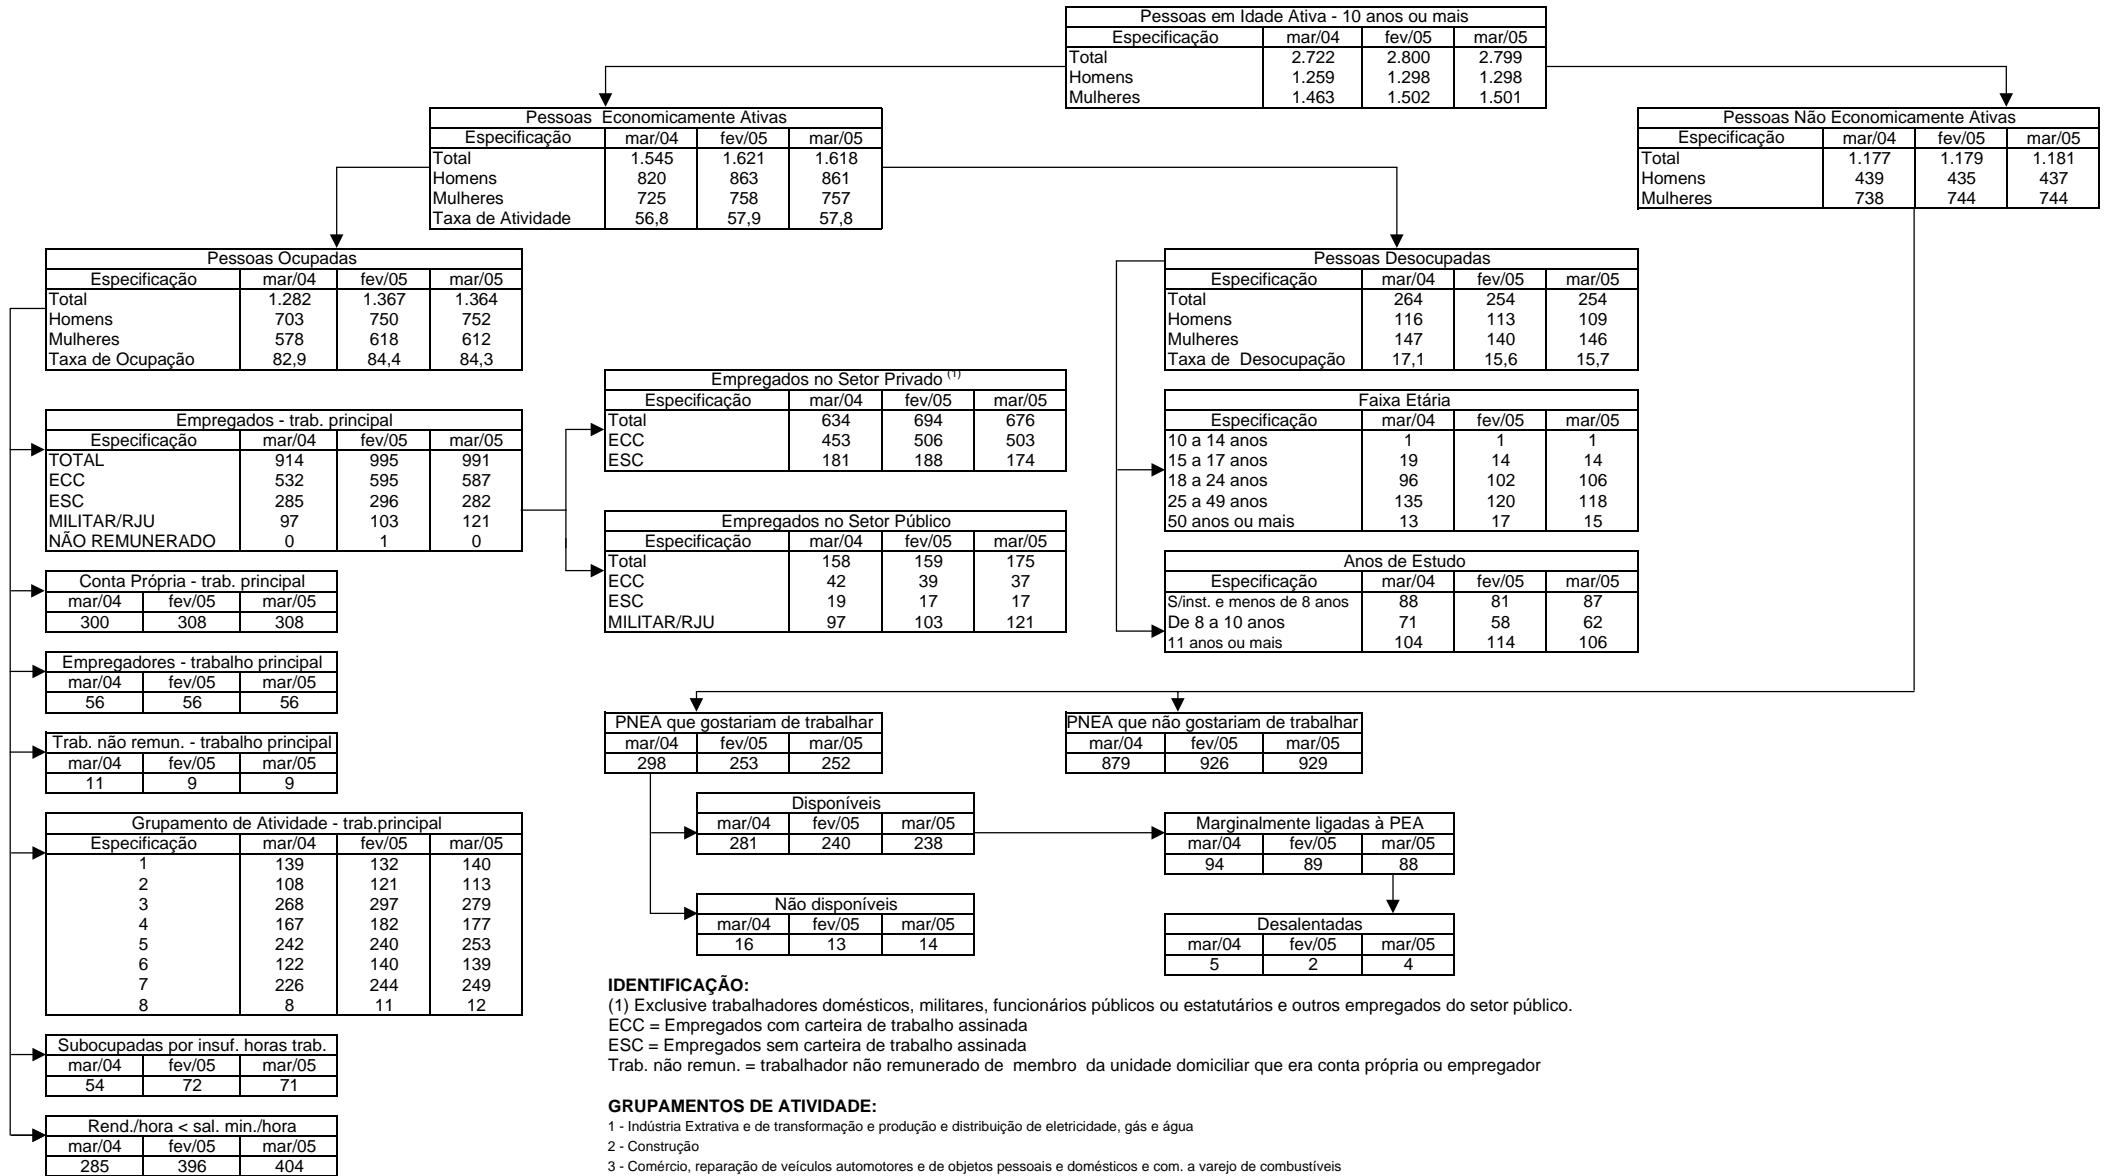 Pessoas em Idade Ativa - 10 anos ou mais
Especificação mar/04 fev/05 mar/05
Total 2.722 2.800 2.799
Homens 1.259 1.298 1.298
Mulheres 1.463 1.502 1.501
Pessoas Economicamente Ativas
Especificação mar/04 fev/05 mar/05
Total 1.545 1.621 1.618
Homens 820 863 861
Mulheres 725 758 757
Taxa de Atividade 56,8 57,9 57,8
Pessoas Não Economicamente Ativas
Especificação mar/04 fev/05 mar/05
Total 1.177 1.179 1.181
Homens 439 435 437
Mulheres 738 744 744
Pessoas Ocupadas
Especificação mar/04 fev/05 mar/05
Total 1.282 1.367 1.364
Homens 703 750 752
Mulheres 578 618 612
Taxa de Ocupação 82,9 84,4 84,3
Pessoas Desocupadas
Especificação mar/04 fev/05 mar/05
Total 264 254 254
Homens 116 113 109
Mulheres 147 140 146
Taxa de Desocupação 17,1 15,6 15,7
Empregados - trab. principal
Especificação mar/04 fev/05 mar/05
TOTAL 914 995 991
ECC 532 595 587
ESC 285 296 282
MILITAR/RJU 97 103 121
NÃO REMUNERADO 0 1 0
Empregados no Setor Privado (1)
Especificação mar/04 fev/05 mar/05
Total 634 694 676
ECC 453 506 503
ESC 181 188 174
Faixa Etária
Especificação mar/04 fev/05 mar/05
10 a 14 anos 1 1 1
15 a 17 anos 19 14 14
18 a 24 anos 96 102 106
25 a 49 anos 135 120 118
50 anos ou mais 13 17 15
Empregados no Setor Público
Especificação mar/04 fev/05 mar/05
Total 158 159 175
ECC 42 39 37
ESC 19 17 17
MILITAR/RJU 97 103 121
Anos de Estudo
Especificação mar/04 fev/05 mar/05
S/inst. e menos de 8 anos 88 81 87
De 8 a 10 anos 71 58 62
11 anos ou mais 104 114 106
Conta Própria - trab. principal
mar/04 fev/05 mar/05
300 308 308
Empregadores - trabalho principal
mar/04 fev/05 mar/05
56 56 56
Trab. não remun. - trabalho principal
mar/04 fev/05 mar/05
11 9 9
PNEA que gostariam de trabalhar
mar/04 fev/05 mar/05
298 253 252
PNEA que não gostariam de trabalhar
mar/04 fev/05 mar/05
879 926 929
Grupamento de Atividade - trab.principal
Especificação mar/04 fev/05 mar/05
1 139 132 140
2 108 121 113
3 268 297 279
4 167 182 177
5 242 240 253
6 122 140 139
7 226 244 249
8 8 11 12
Disponíveis
mar/04 fev/05 mar/05
281 240 238
Marginalmente ligadas à PEA
mar/04 fev/05 mar/05
94 89 88
Não disponíveis
mar/04 fev/05 mar/05
16 13 14
Desalentadas
mar/04 fev/05 mar/05
5 2 4
Subocupadas por insuf. horas trab.
mar/04 fev/05 mar/05
54 72 71
Rend./hora < sal. min./hora
mar/04 fev/05 mar/05
285 396 404
IDENTIFICAÇÃO:
(1) Exclusive trabalhadores domésticos, militares, funcionários públicos ou estatutários e outros empregados do setor público.
ECC = Empregados com carteira de trabalho assinada
ESC = Empregados sem carteira de trabalho assinada
Trab. não remun. = trabalhador não remunerado de membro da unidade domiciliar que era conta própria ou empregador
GRUPAMENTOS DE ATIVIDADE:
1 - Indústria Extrativa e de transformação e produção e distribuição de eletricidade, gás e água
2 - Construção
3 - Comércio, reparação de veículos automotores e de objetos pessoais e domésticos e com. a varejo de combustíveis